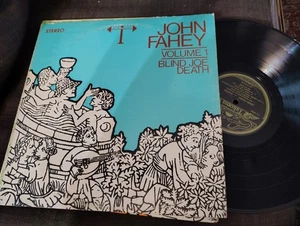 STEREO
I
JOHN
FAHEY
VOLUME 1
BLIND JOE
DEATH